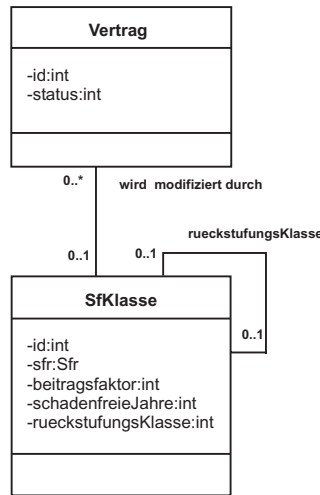 Vertrag
-id:int
-status:int
0..*
wird modifiziert durch
rueckstufungsKlasse
0..1
0..1
SfKlasse
0..1
-id:int
-sfr:Sfr
-beitragsfaktor:int
-schadenfreieJahre:int
-rueckstufungsKlasse:int